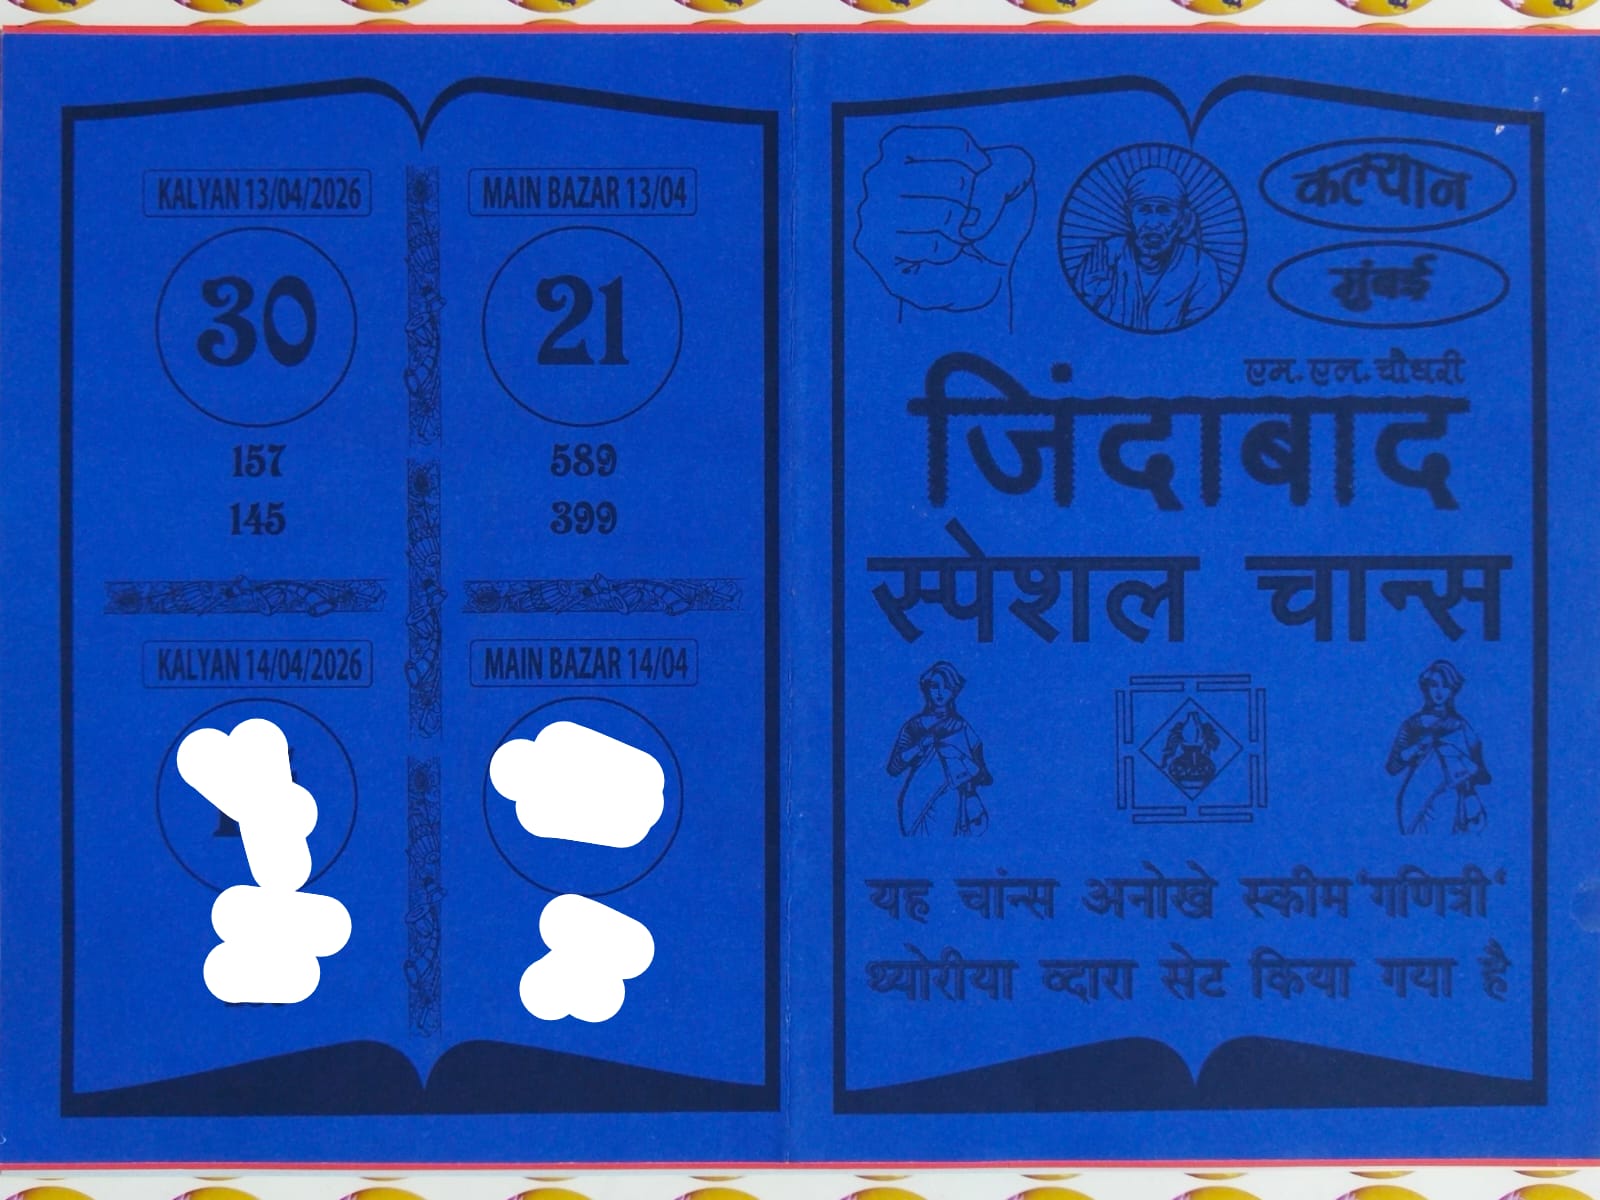 KALYAN 13/04/2026
30
157
145
MAIN BAZAR 13/04
21
589
399
KALYAN 14/04/2026
MAIN BAZAR 14/04
कल्यान
मुंबई
एम. एल. चौधरी
जिंदाबाद
स्पेशल चान्स
यह चांन्स अनोखे स्कीम 'गणित्री'
थ्योरीया व्दारा सेट किया गया है